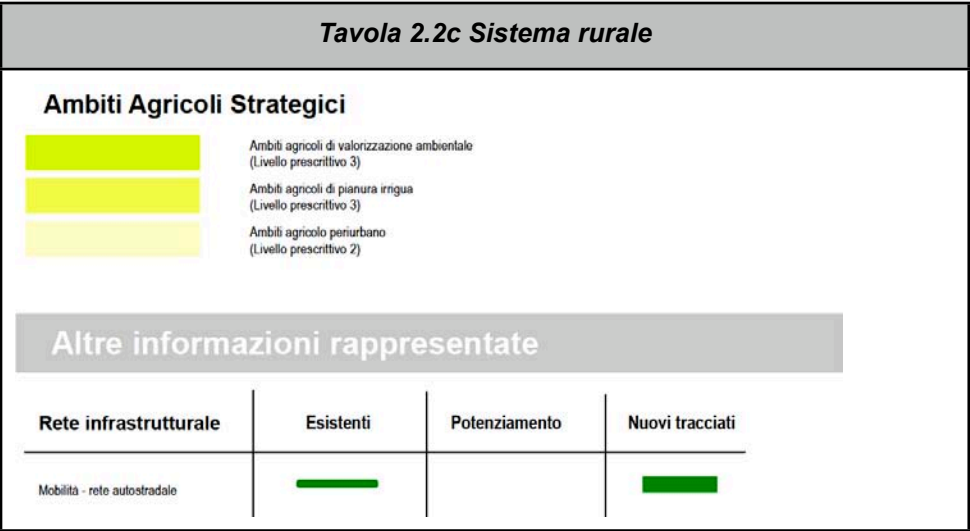 Tavola 2.2c Sistema rurale
Ambiti Agricoli Strategici
Ambiti agricoli di valorizzazione ambientale
(Livello prescrittivo 3)
Ambiti agricoli di pianura irrigua
(Livello prescrittivo 3)
Ambiti agricolo periurbano
(Livello prescrittivo 2)
Altre informazioni rappresentate
Rete infrastrutturale Esistenti Potenziamento Nuovi tracciati
Mobilità - rete autostradale